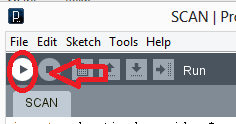 SCAN | Pro
File Edit Sketch Tools Help
Run
SCAN